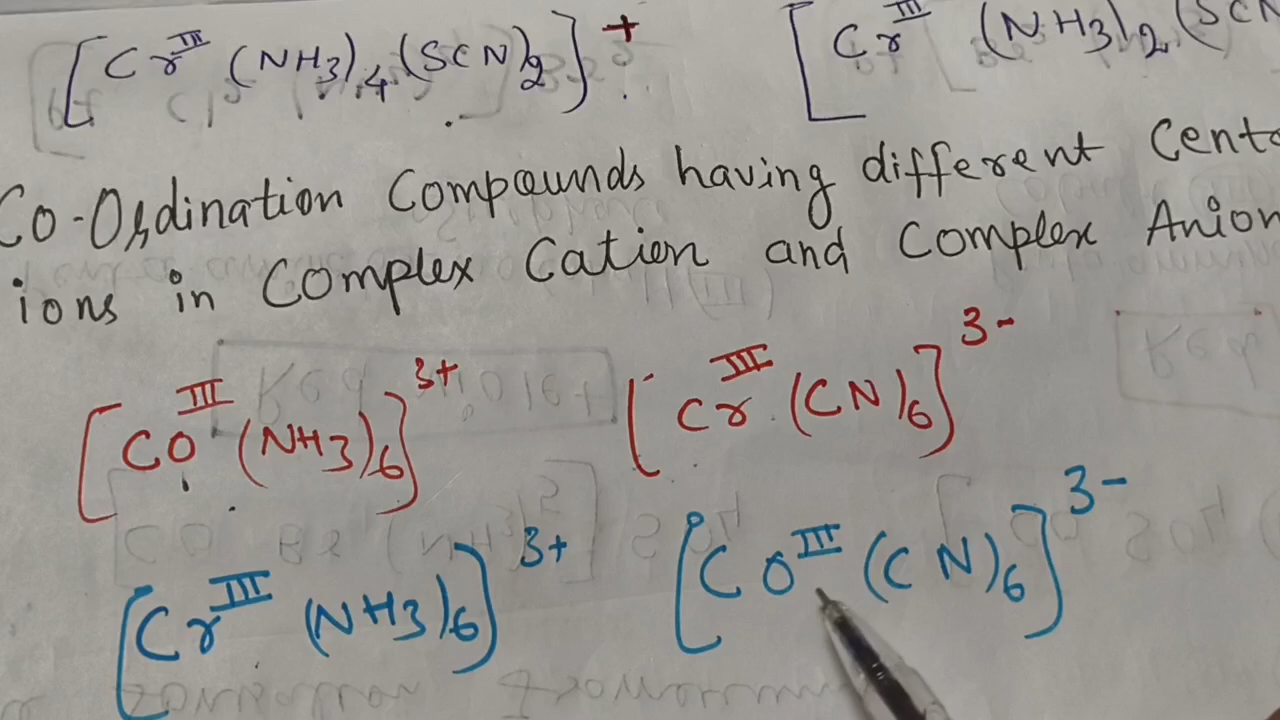 [Cr^III (NH3)4 (SCN)2]^+ [Cr^III (NH3)2 (SCN
Co-Ordination Compounds having different Cent
ions in Complex Cation and Complex Anion
[CO^III (NH3)6]^3+ [Cr^III (CN)6]^3-
[Cr^III (NH3)6]^3+ [CO^III (CN)6]^3-